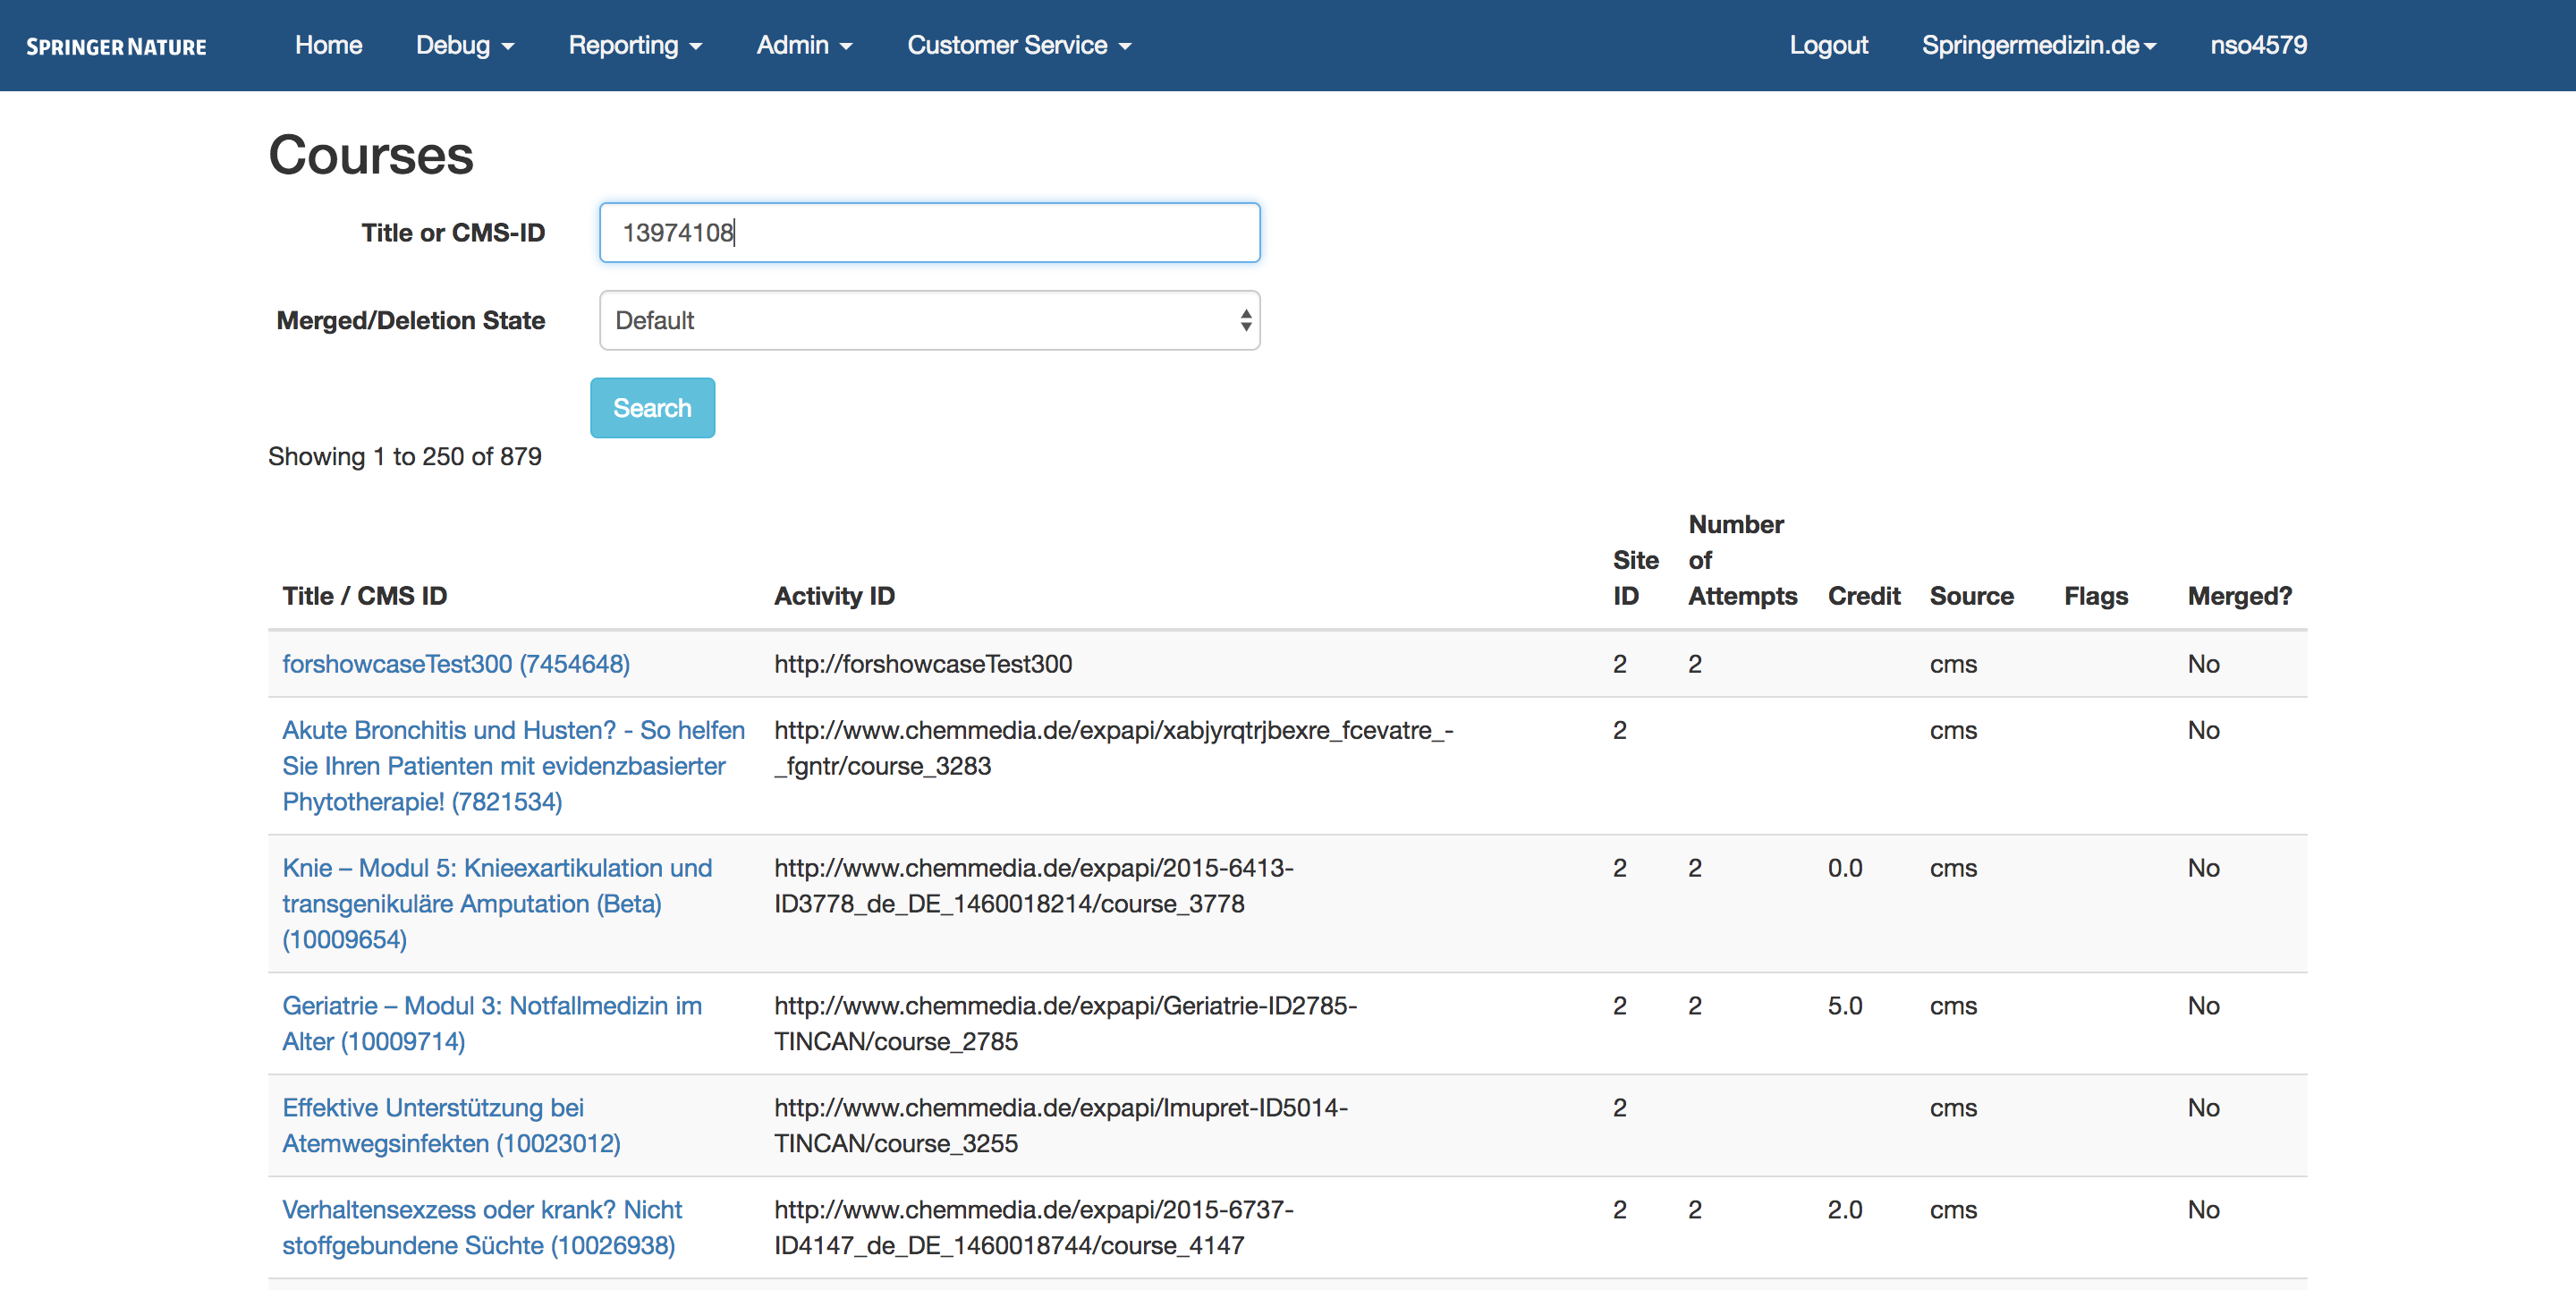 SPRINGER NATURE Home Debug Reporting Admin Customer Service Logout Springermedizin.de nso4579
Courses
Title or CMS-ID 13974108
Merged/Deletion State Default
Search
Showing 1 to 250 of 879
Title / CMS ID Activity ID Site ID Number of Attempts Credit Source Flags Merged?
forshowcaseTest300 (7454648) http://forshowcaseTest300 2 2 cms No
Akute Bronchitis und Husten? - So helfen http://www.chemmedia.de/expapi/xabjyrqtrjbexre_fcevatre_- 2 cms No
Sie Ihren Patienten mit evidenzbasierter _fgntr/course_3283
Phytotherapie! (7821534)
Knie – Modul 5: Knieexartikulation und http://www.chemmedia.de/expapi/2015-6413- 2 2 0.0 cms No
transgenikuläre Amputation (Beta) ID3778_de_DE_1460018214/course_3778
(10009654)
Geriatrie – Modul 3: Notfallmedizin im http://www.chemmedia.de/expapi/Geriatrie-ID2785- 2 2 5.0 cms No
Alter (10009714) TINCAN/course_2785
Effektive Unterstützung bei http://www.chemmedia.de/expapi/Imupret-ID5014- 2 cms No
Atemwegsinfekten (10023012) TINCAN/course_3255
Verhaltensexzess oder krank? Nicht http://www.chemmedia.de/expapi/2015-6737- 2 2 2.0 cms No
stoffgebundene Süchte (10026938) ID4147_de_DE_1460018744/course_4147